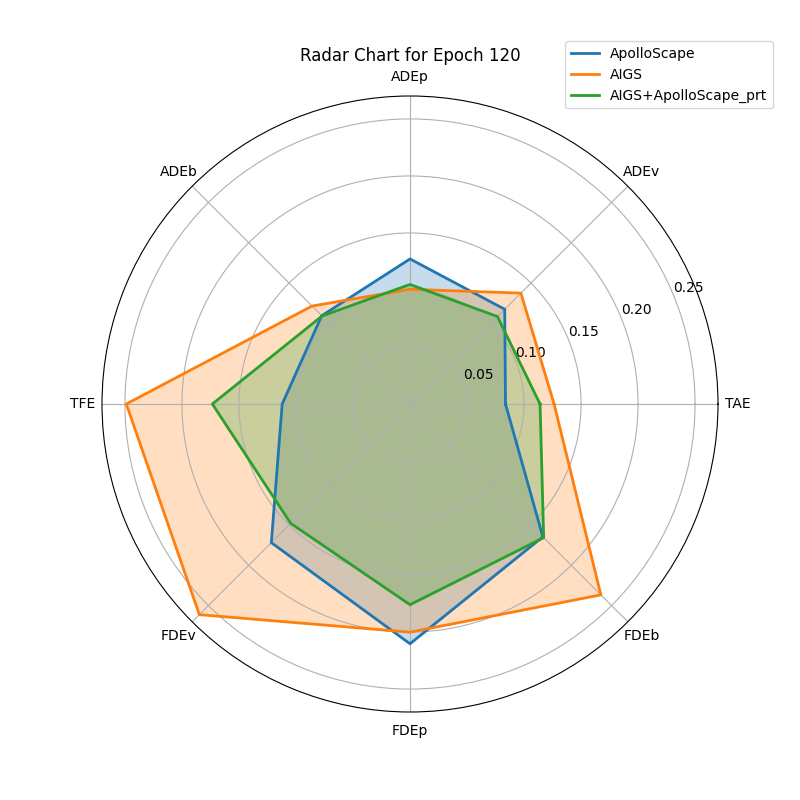 Radar Chart for Epoch 120
ApolloScape
AIGS
AIGS+ApolloScape_prt
ADEp
ADEb
ADEv
0.25
0.20
0.15
0.10
0.05
TFE
TAE
FDEv
FDEb
FDEp